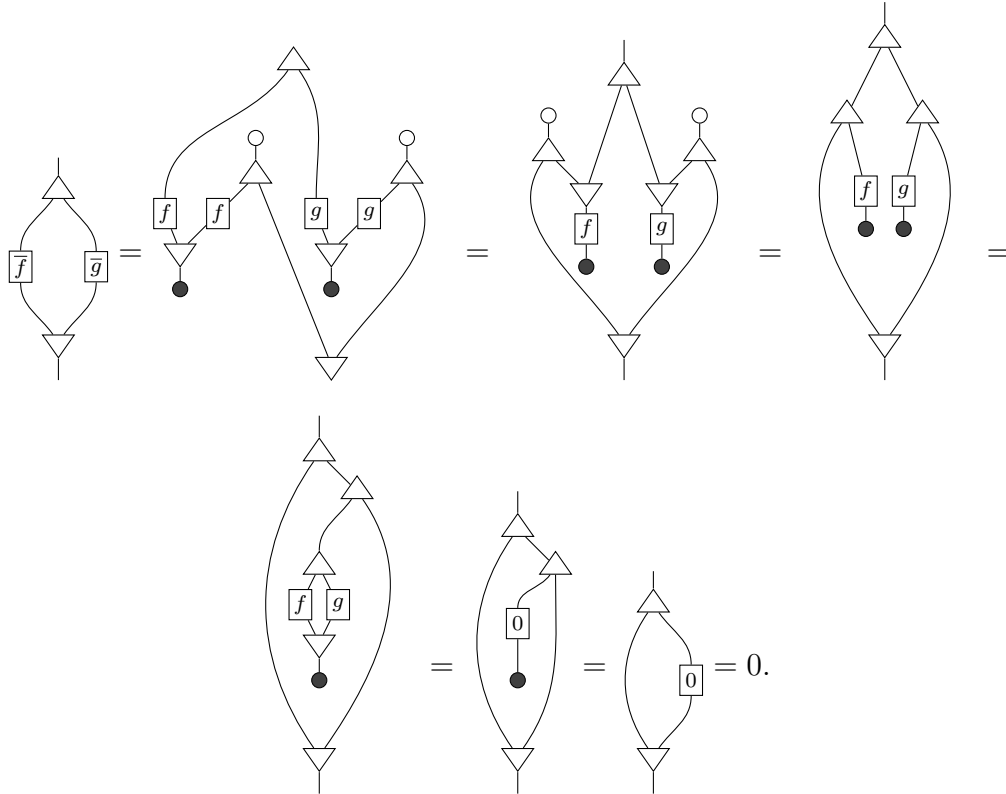 f̅ g̅ = f f g g = f g = f g =
f g = 0 = 0 = 0.